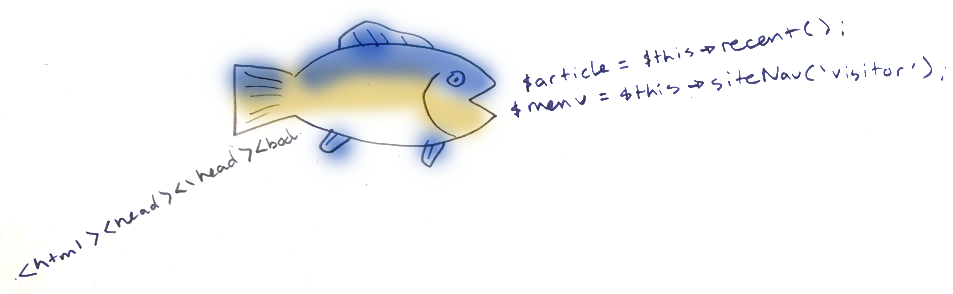 $article = $this→recent();
$menu = $this→siteNav('visitor');
<html><head><\head><bod